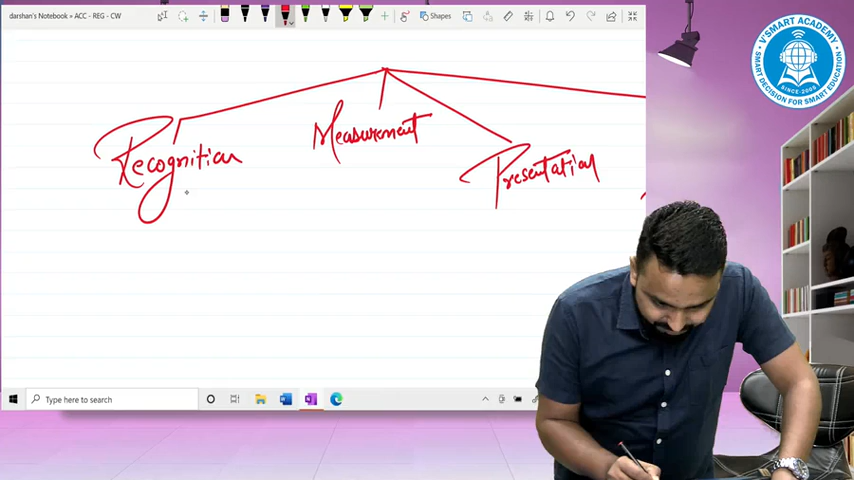 darshan's Notebook » ACC - REG - CW
Shapes
Recognition
Measurement
Presentation
Type here to search
V'SMART ACADEMY
SMART DECISION FOR SMART EDUCATION
SINCE-2005